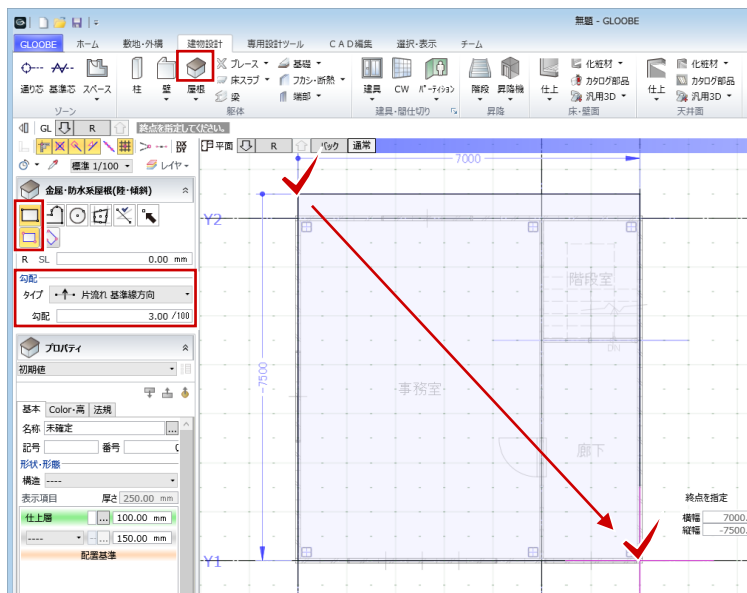 無題 - GLOOBE
GLOOBE ホーム 敷地・外構 建物設計 専用設計ツール CAD編集 選択・表示 チーム
通り芯 基準芯 スペース
ゾーン
柱 壁 屋根
ブレース
床スラブ
梁
基礎
フカシ・断熱
端部
躯体
建具 CW パーティション
建具・間仕切り
階段 昇降機
昇降
仕上
化粧材
カタログ部品
汎用3D
床・壁面
仕上
化粧材
カタログ部品
汎用3D
天井面
GL R 終点を指定してください。
標準 1/100 レイヤー
平面 R バック 通常
金属・防水系屋根(陸・傾斜)
R SL 0.00 mm
勾配
タイプ 片流れ 基準線方向
勾配 3.00 /100
プロパティ
初期値
基本 Color・高 法規
名称 未確定 ...
記号 番号
形状・形態
構造 ----
表示項目 厚さ 250.00 mm
仕上層 ... 100.00 mm
---- ... 150.00 mm
配置基準
7000
Y2
階段室
DN
7500
事務室
廊下
Y1
終点を指定
横幅 7000.
縦幅 -7500.